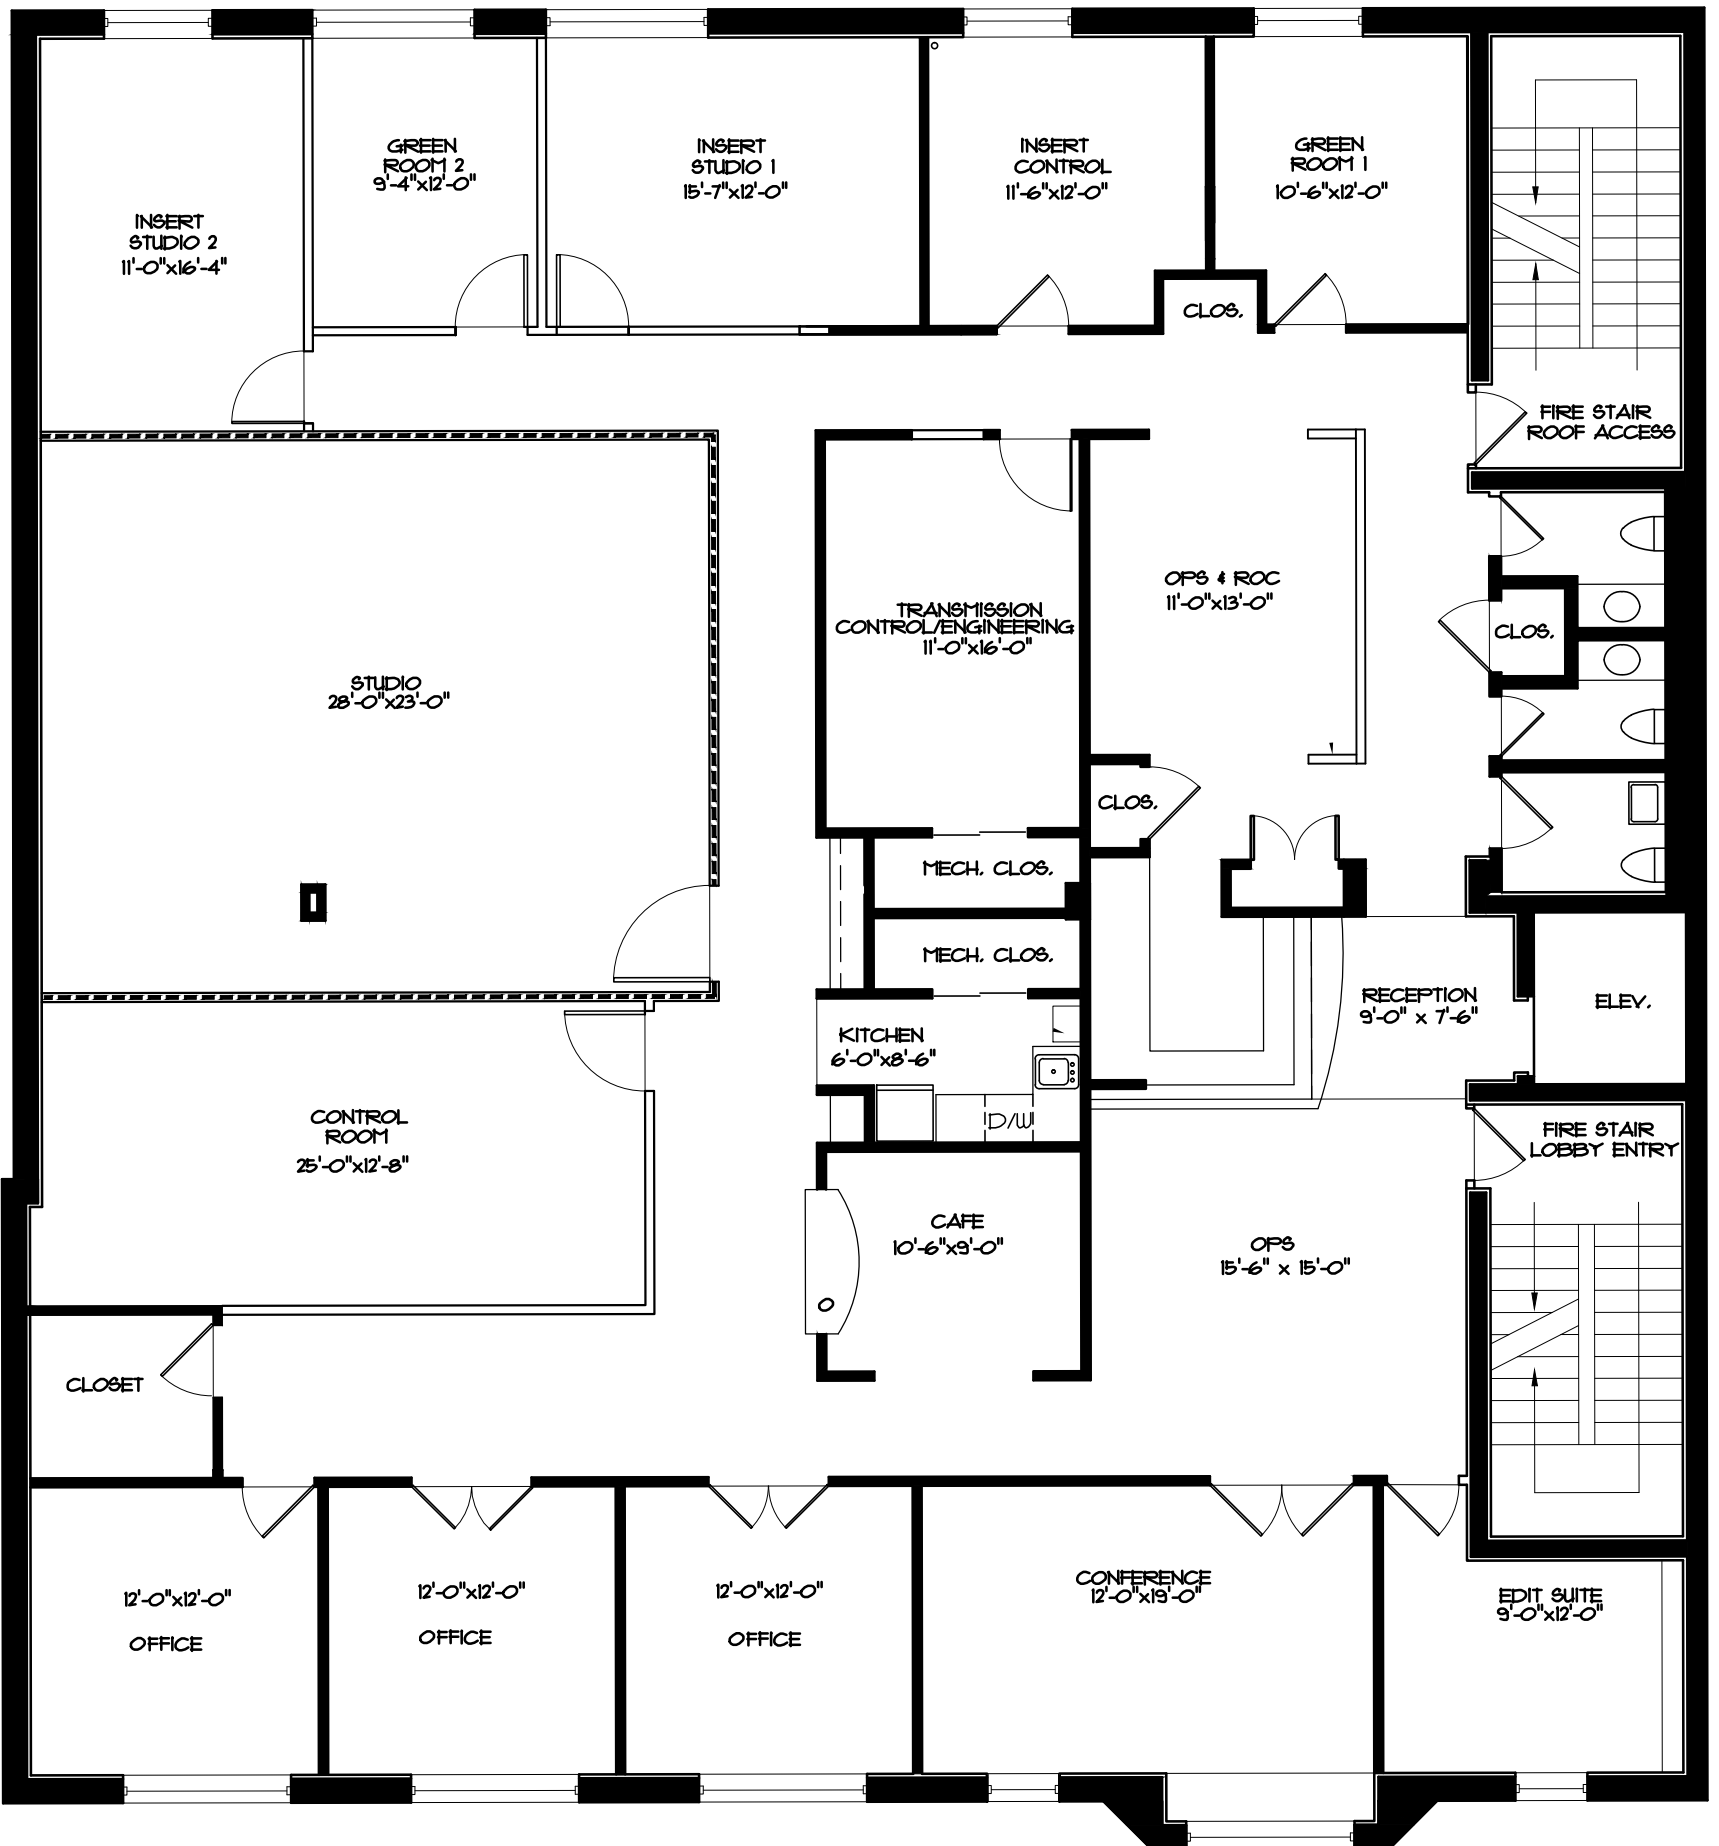 GREEN
ROOM 2
9'-4"x12'-0"
INSERT
STUDIO 1
15'-7"x12'-0"
INSERT
CONTROL
11'-6"x12'-0"
GREEN
ROOM 1
10'-6"x12'-0"
INSERT
STUDIO 2
11'-0"x16'-4"
CLOS.
FIRE STAIR
ROOF ACCESS
OPS & ROC
11'-0"x13'-0"
TRANSMISSION
CONTROL/ENGINEERING
11'-0"x16'-0"
CLOS.
STUDIO
28'-0"x23'-0"
CLOS.
MECH. CLOS.
MECH. CLOS.
RECEPTION
9'-0" x 7'-6"
ELEV.
KITCHEN
6'-0"x8'-6"
D/W
CONTROL
ROOM
25'-0"x12'-8"
FIRE STAIR
LOBBY ENTRY
CAFE
10'-6"x9'-0"
OPS
15'-6" x 15'-0"
CLOSET
12'-0"x12'-0"
OFFICE
12'-0"x12'-0"
OFFICE
12'-0"x12'-0"
OFFICE
CONFERENCE
12'-0"x19'-0"
EDIT SUITE
9'-0"x12'-0"